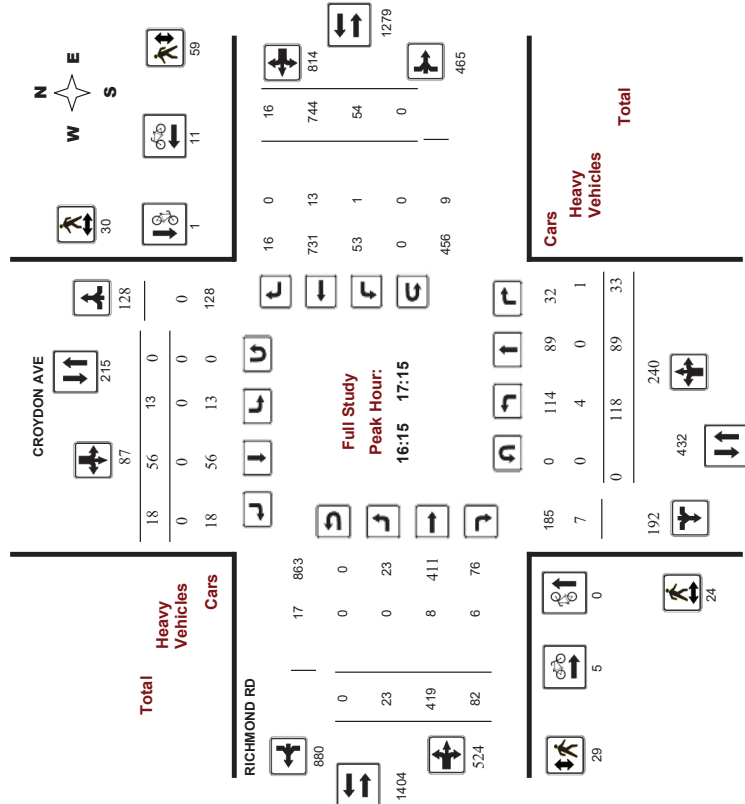 N
W E
S
59
11
30
1
CROYDON AVE
128
215
87
0 13 56 18
0 0 0 0 0
128 0 13 56 18
Total
Heavy
Vehicles
Cars
1279
814
465
16 0 16
744 13 731
54 1 53
0 0 0
9 456
Full Study
Peak Hour:
16:15 17:15
RICHMOND RD
880
1404
524
17 863
0 0 0
23 0 23
419 8 411
82 6 76
Cars
Heavy
Vehicles
Total
185 0 114 89 32
7 0 4 0 1
0 118 89 33
192
432
240
0
5
24
29